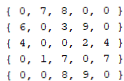 { 0, 7, 8, 0, 0 }
{ 6, 0, 3, 9, 0 }
{ 4, 0, 0, 2, 4 }
{ 0, 1, 7, 0, 7 }
{ 0, 0, 8, 9, 0 }